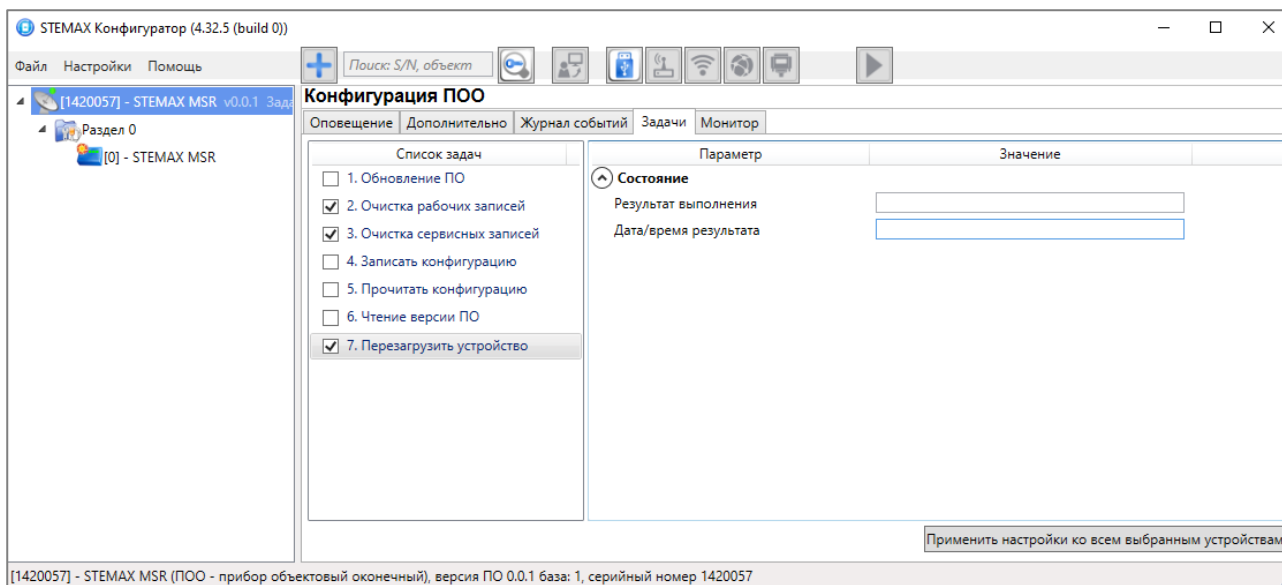 STEMAX Конфигуратор (4.32.5 (build 0))
Файл Настройки Помощь
Поиск: S/N, объект
[1420057] - STEMAX MSR v0.0.1 Зада
Раздел 0
[0] - STEMAX MSR
Конфигурация ПОО
Оповещение Дополнительно Журнал событий Задачи Монитор
Список задач
1. Обновление ПО
2. Очистка рабочих записей
3. Очистка сервисных записей
4. Записать конфигурацию
5. Прочитать конфигурацию
6. Чтение версии ПО
7. Перезагрузить устройство
Параметр Значение
Состояние
Результат выполнения
Дата/время результата
Применить настройки ко всем выбранным устройствам
[1420057] - STEMAX MSR (ПОО - прибор объектовый оконечный), версия ПО 0.0.1 база: 1, серийный номер 1420057